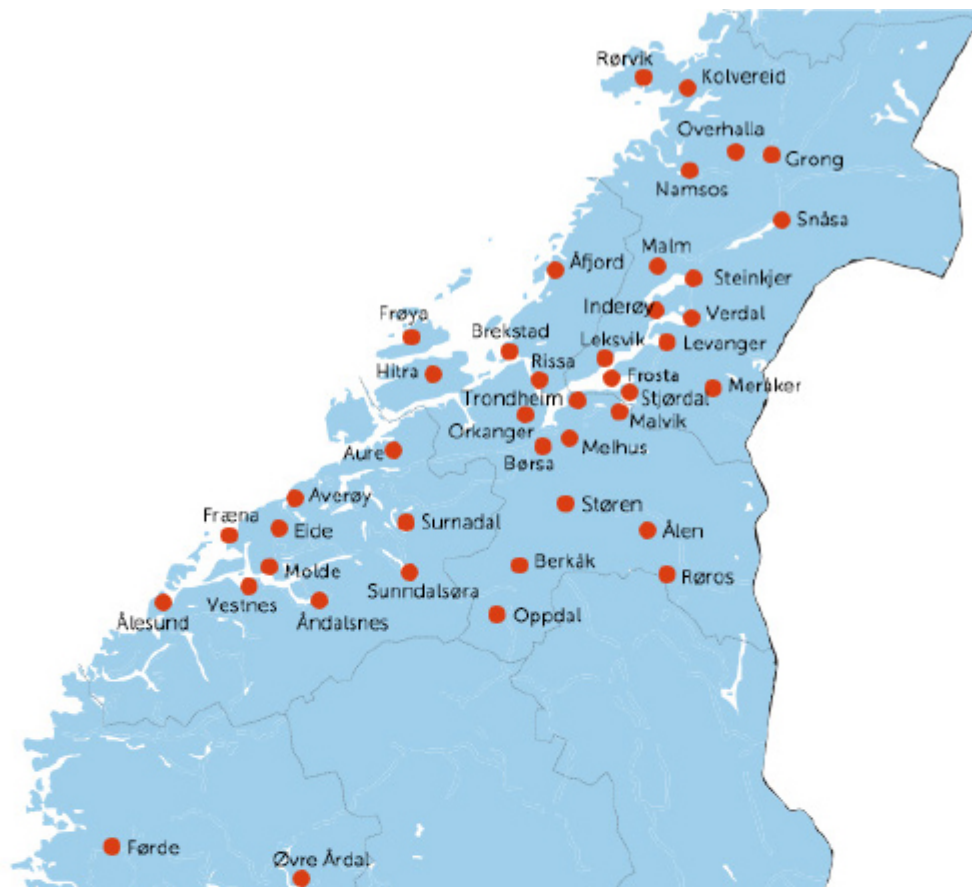 Rørvik
Kolvereid
Overhalla
Grong
Namsos
Snåsa
Malm
Åfjord
Steinkjer
Inderøy
Verdal
Frøya
Brekstad
Leksvik
Levanger
Rissa
Hitra
Frosta
Meråker
Trondheim
Stjørdal
Malvik
Orkanger
Melhus
Aure
Børsa
Averøy
Støren
Fræna
Eide
Surnadal
Ålen
Molde
Berkåk
Sunndalsøra
Røros
Vestnes
Ålesund
Åndalsnes
Oppdal
Førde
Øvre Årdal